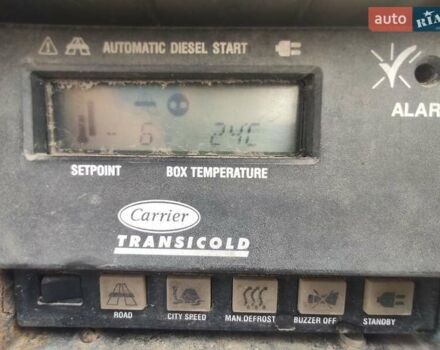 auto RIA
AUTOMATIC DIESEL START
ALAR
- 6 24C
SETPOINT BOX TEMPERATURE
Carrier
TRANSICOLD
ROAD CITY SPEED MAN.DEFROST BUZZER OFF STANDBY